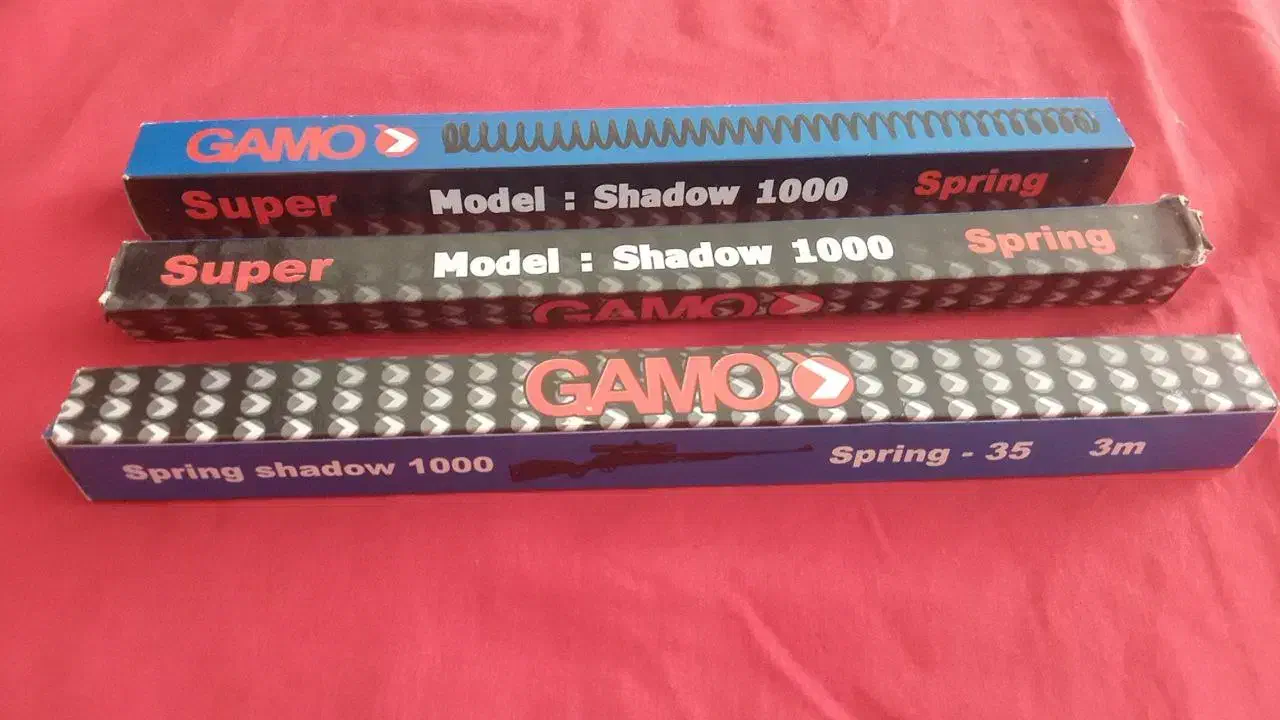 GAMO
Super Model : Shadow 1000 Spring
Super Model : Shadow 1000 Spring
GAMO
GAMO
Spring shadow 1000 Spring - 35 3m